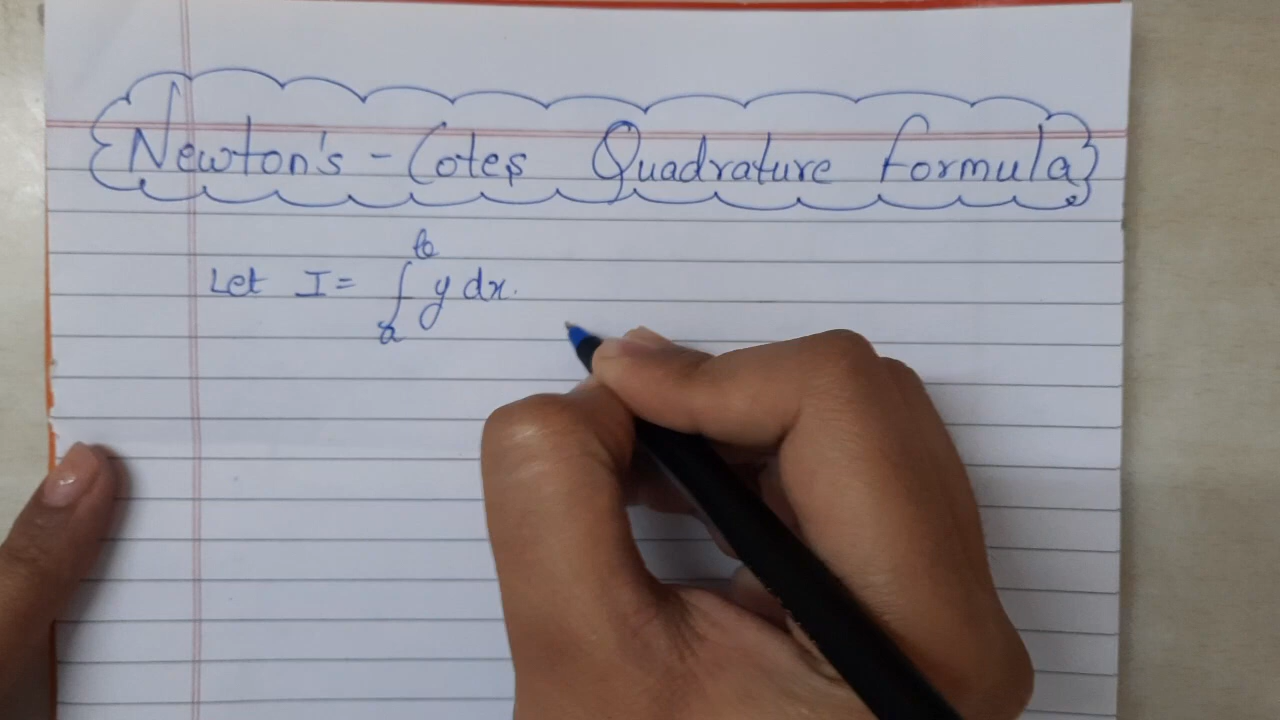 Newton's - Cotes Quadrature formula
Let I = ∫_a^b y dx.